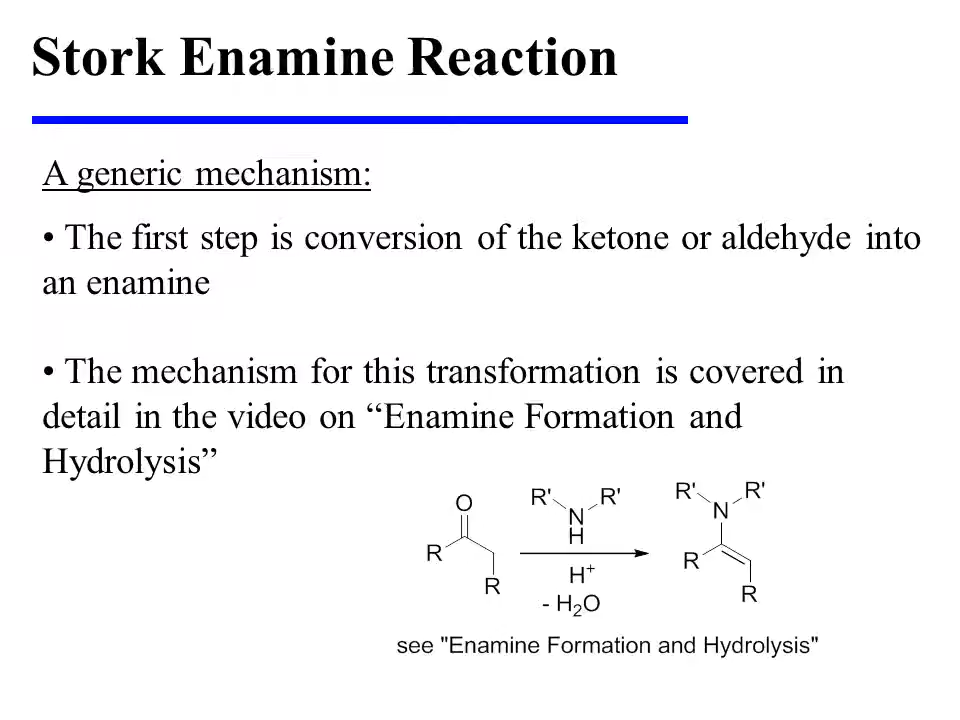 Stork Enamine Reaction
A generic mechanism:
• The first step is conversion of the ketone or aldehyde into
an enamine
• The mechanism for this transformation is covered in
detail in the video on “Enamine Formation and
Hydrolysis”
O
R
R
R' R'
N
H
H+
- H2O
R' R'
N
R
R
see "Enamine Formation and Hydrolysis"